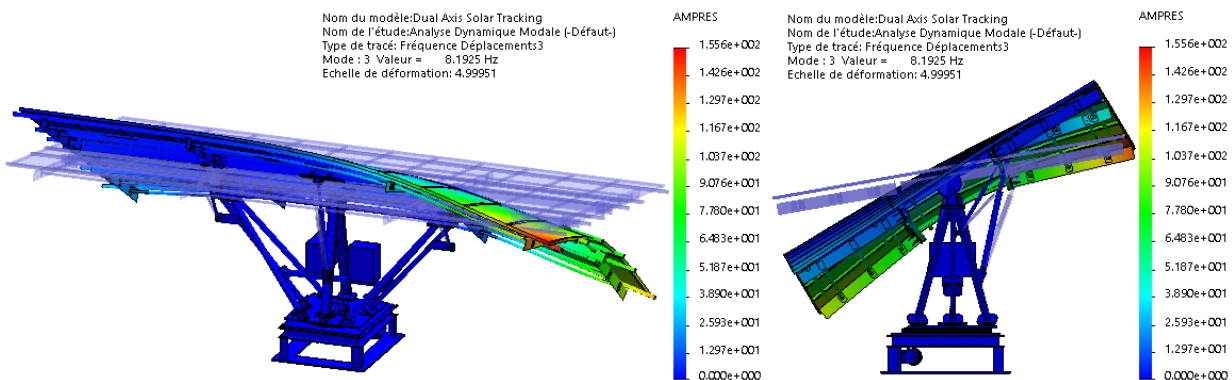 Nom du modèle:Dual Axis Solar Tracking
Nom de l'étude:Analyse Dynamique Modale (-Défaut-)
Type de tracé: Fréquence Déplacements3
Mode : 3 Valeur = 8.1925 Hz
Echelle de déformation: 4.99951
AMPRES
1.556e+002
1.426e+002
1.297e+002
1.167e+002
1.037e+002
9.076e+001
7.780e+001
6.483e+001
5.187e+001
3.890e+001
2.593e+001
1.297e+001
0.000e+000
Nom du modèle:Dual Axis Solar Tracking
Nom de l'étude:Analyse Dynamique Modale (-Défaut-)
Type de tracé: Fréquence Déplacements3
Mode : 3 Valeur = 8.1925 Hz
Echelle de déformation: 4.99951
AMPRES
1.556e+002
1.426e+002
1.297e+002
1.167e+002
1.037e+002
9.076e+001
7.780e+001
6.483e+001
5.187e+001
3.890e+001
2.593e+001
1.297e+001
0.000e+000